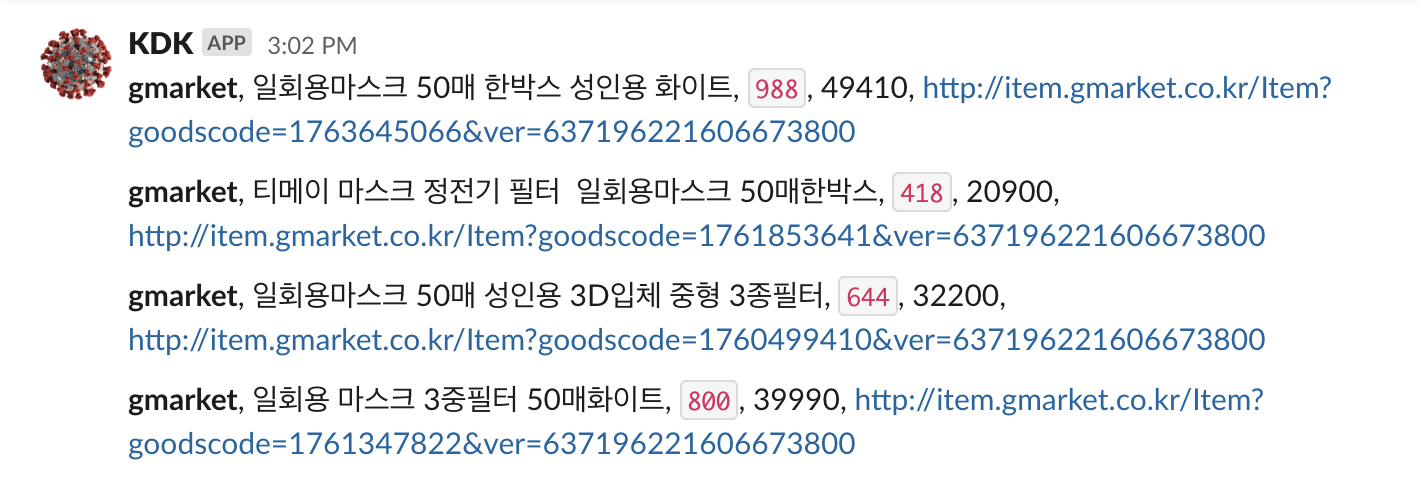 KDK APP 3:02 PM
gmarket, 일회용마스크 50매 한박스 성인용 화이트, 988, 49410, http://item.gmarket.co.kr/Item?
goodscode=1763645066&ver=637196221606673800
gmarket, 티메이 마스크 정전기 필터  일회용마스크 50매한박스, 418, 20900,
http://item.gmarket.co.kr/Item?goodscode=1761853641&ver=637196221606673800
gmarket, 일회용마스크 50매 성인용 3D입체 중형 3종필터, 644, 32200,
http://item.gmarket.co.kr/Item?goodscode=1760499410&ver=637196221606673800
gmarket, 일회용 마스크 3중필터 50매화이트, 800, 39990, http://item.gmarket.co.kr/Item?
goodscode=1761347822&ver=637196221606673800